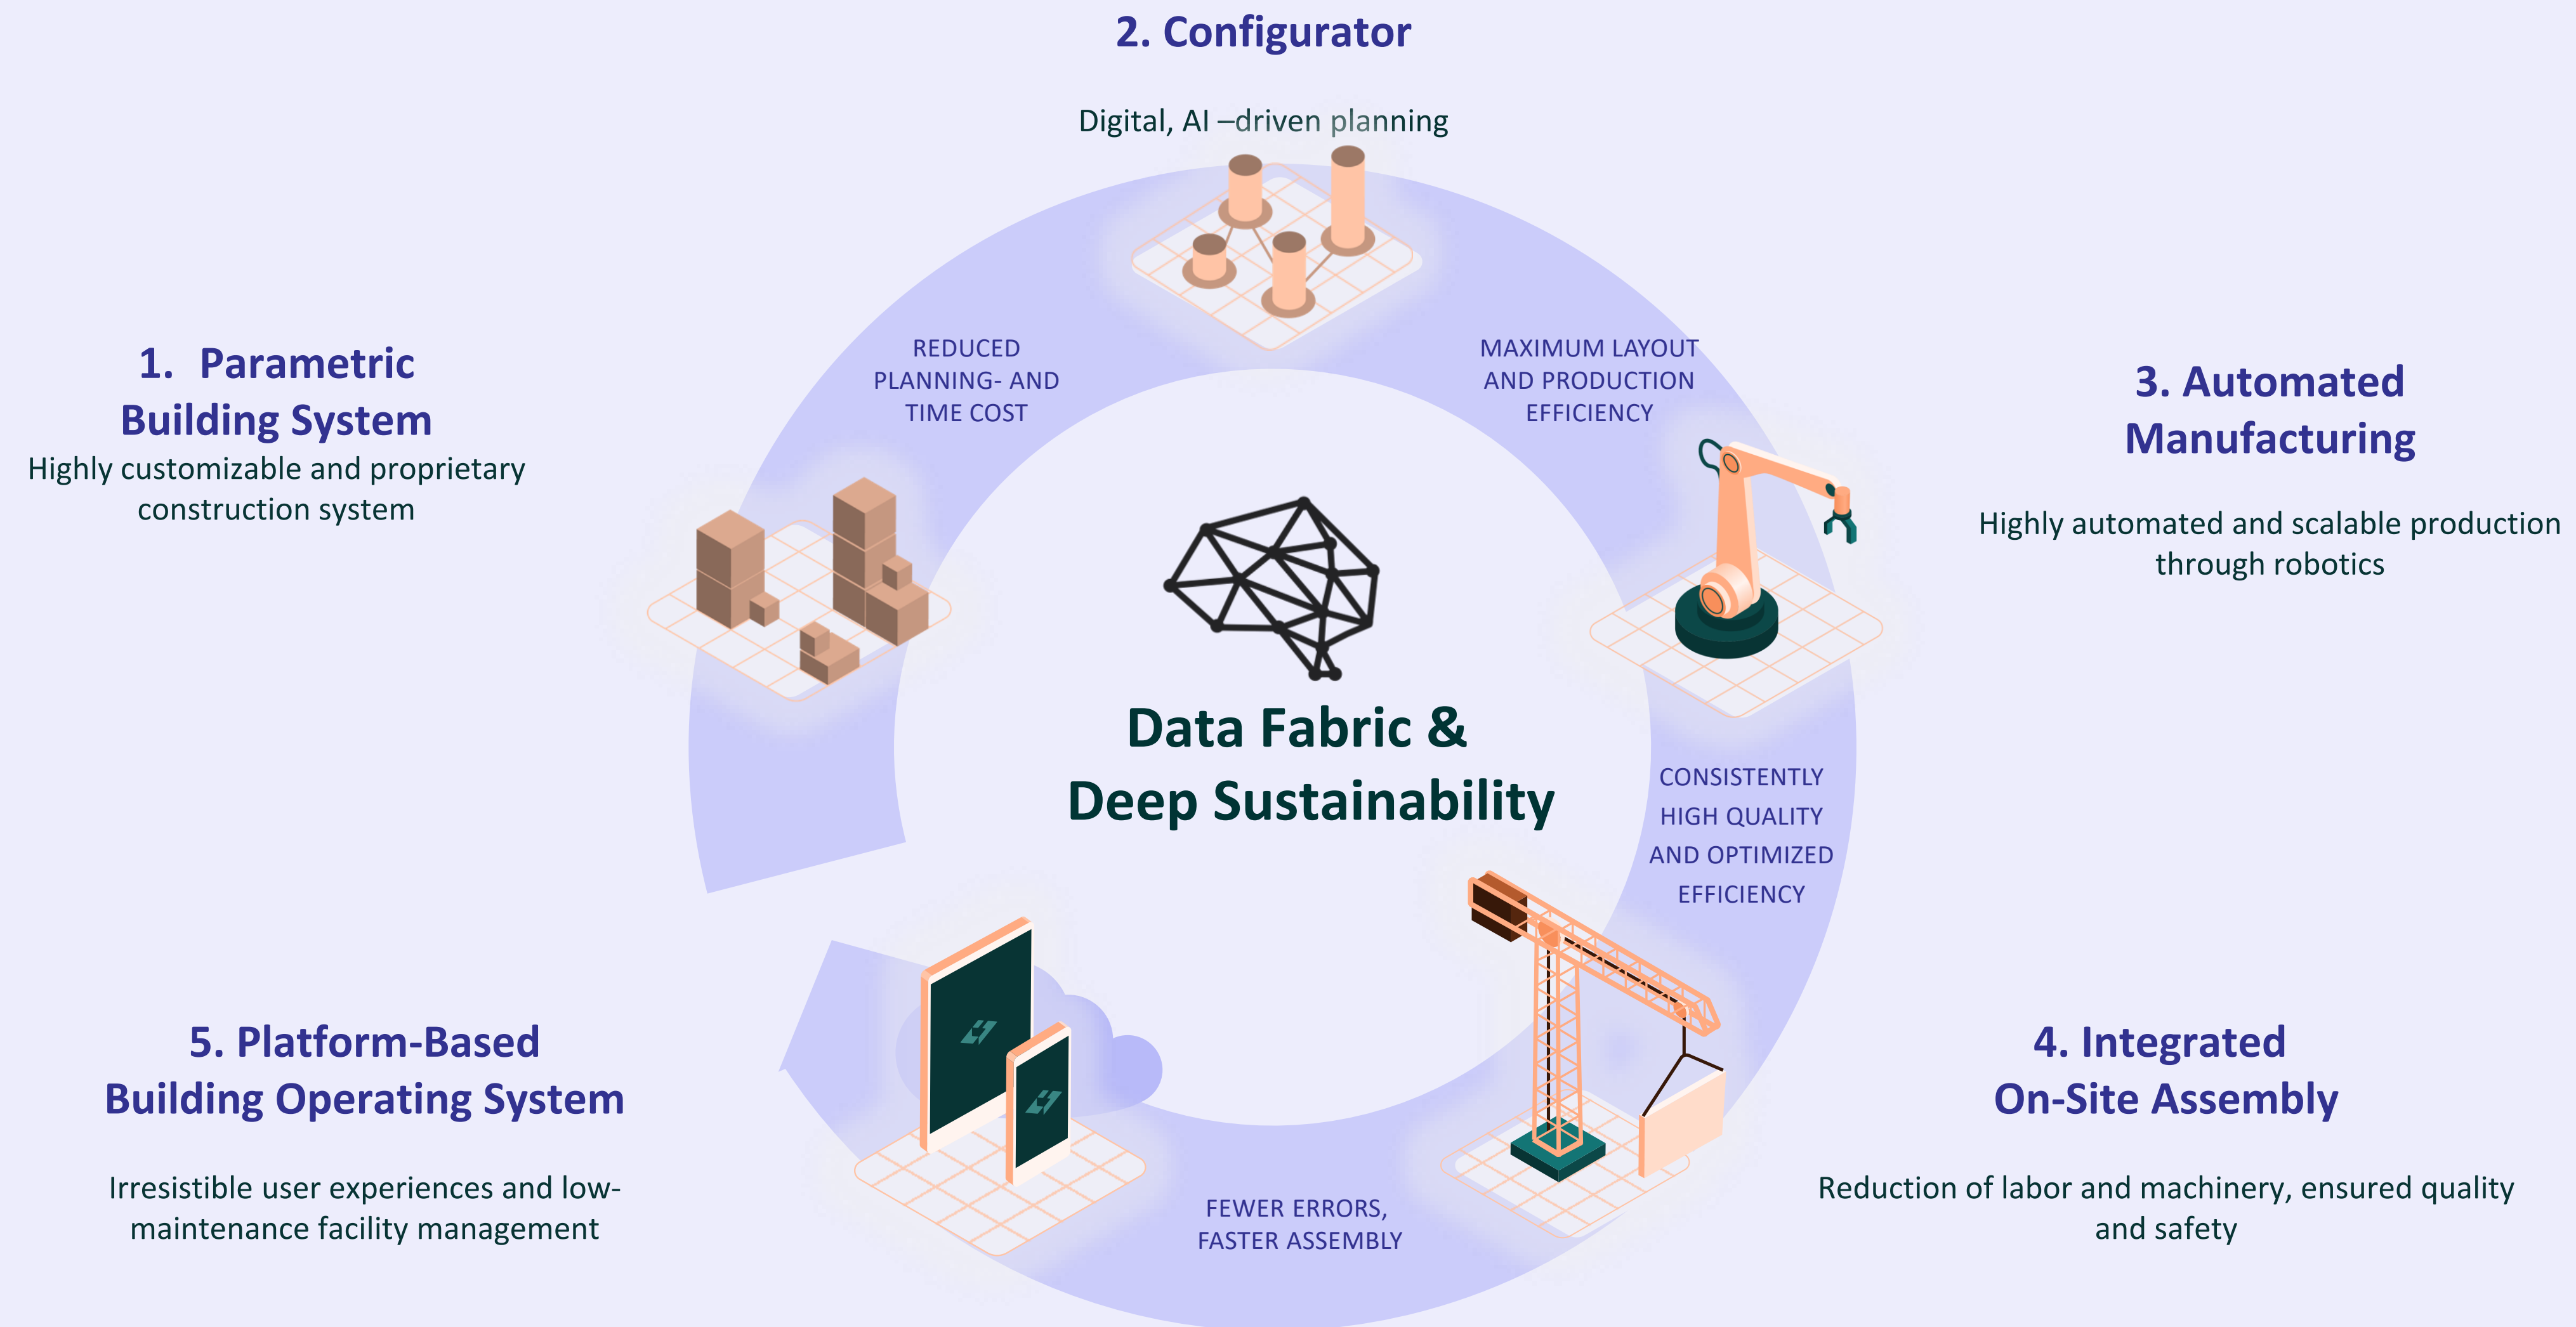 2. Configurator
Digital, AI –driven planning
1. Parametric
Building System
Highly customizable and proprietary
construction system
REDUCED
PLANNING- AND
TIME COST
MAXIMUM LAYOUT
AND PRODUCTION
EFFICIENCY
3. Automated
Manufacturing
Highly automated and scalable production
through robotics
Data Fabric &
Deep Sustainability
CONSISTENTLY
HIGH QUALITY
AND OPTIMIZED
EFFICIENCY
5. Platform-Based
Building Operating System
Irresistible user experiences and low-
maintenance facility management
FEWER ERRORS,
FASTER ASSEMBLY
4. Integrated
On-Site Assembly
Reduction of labor and machinery, ensured quality
and safety